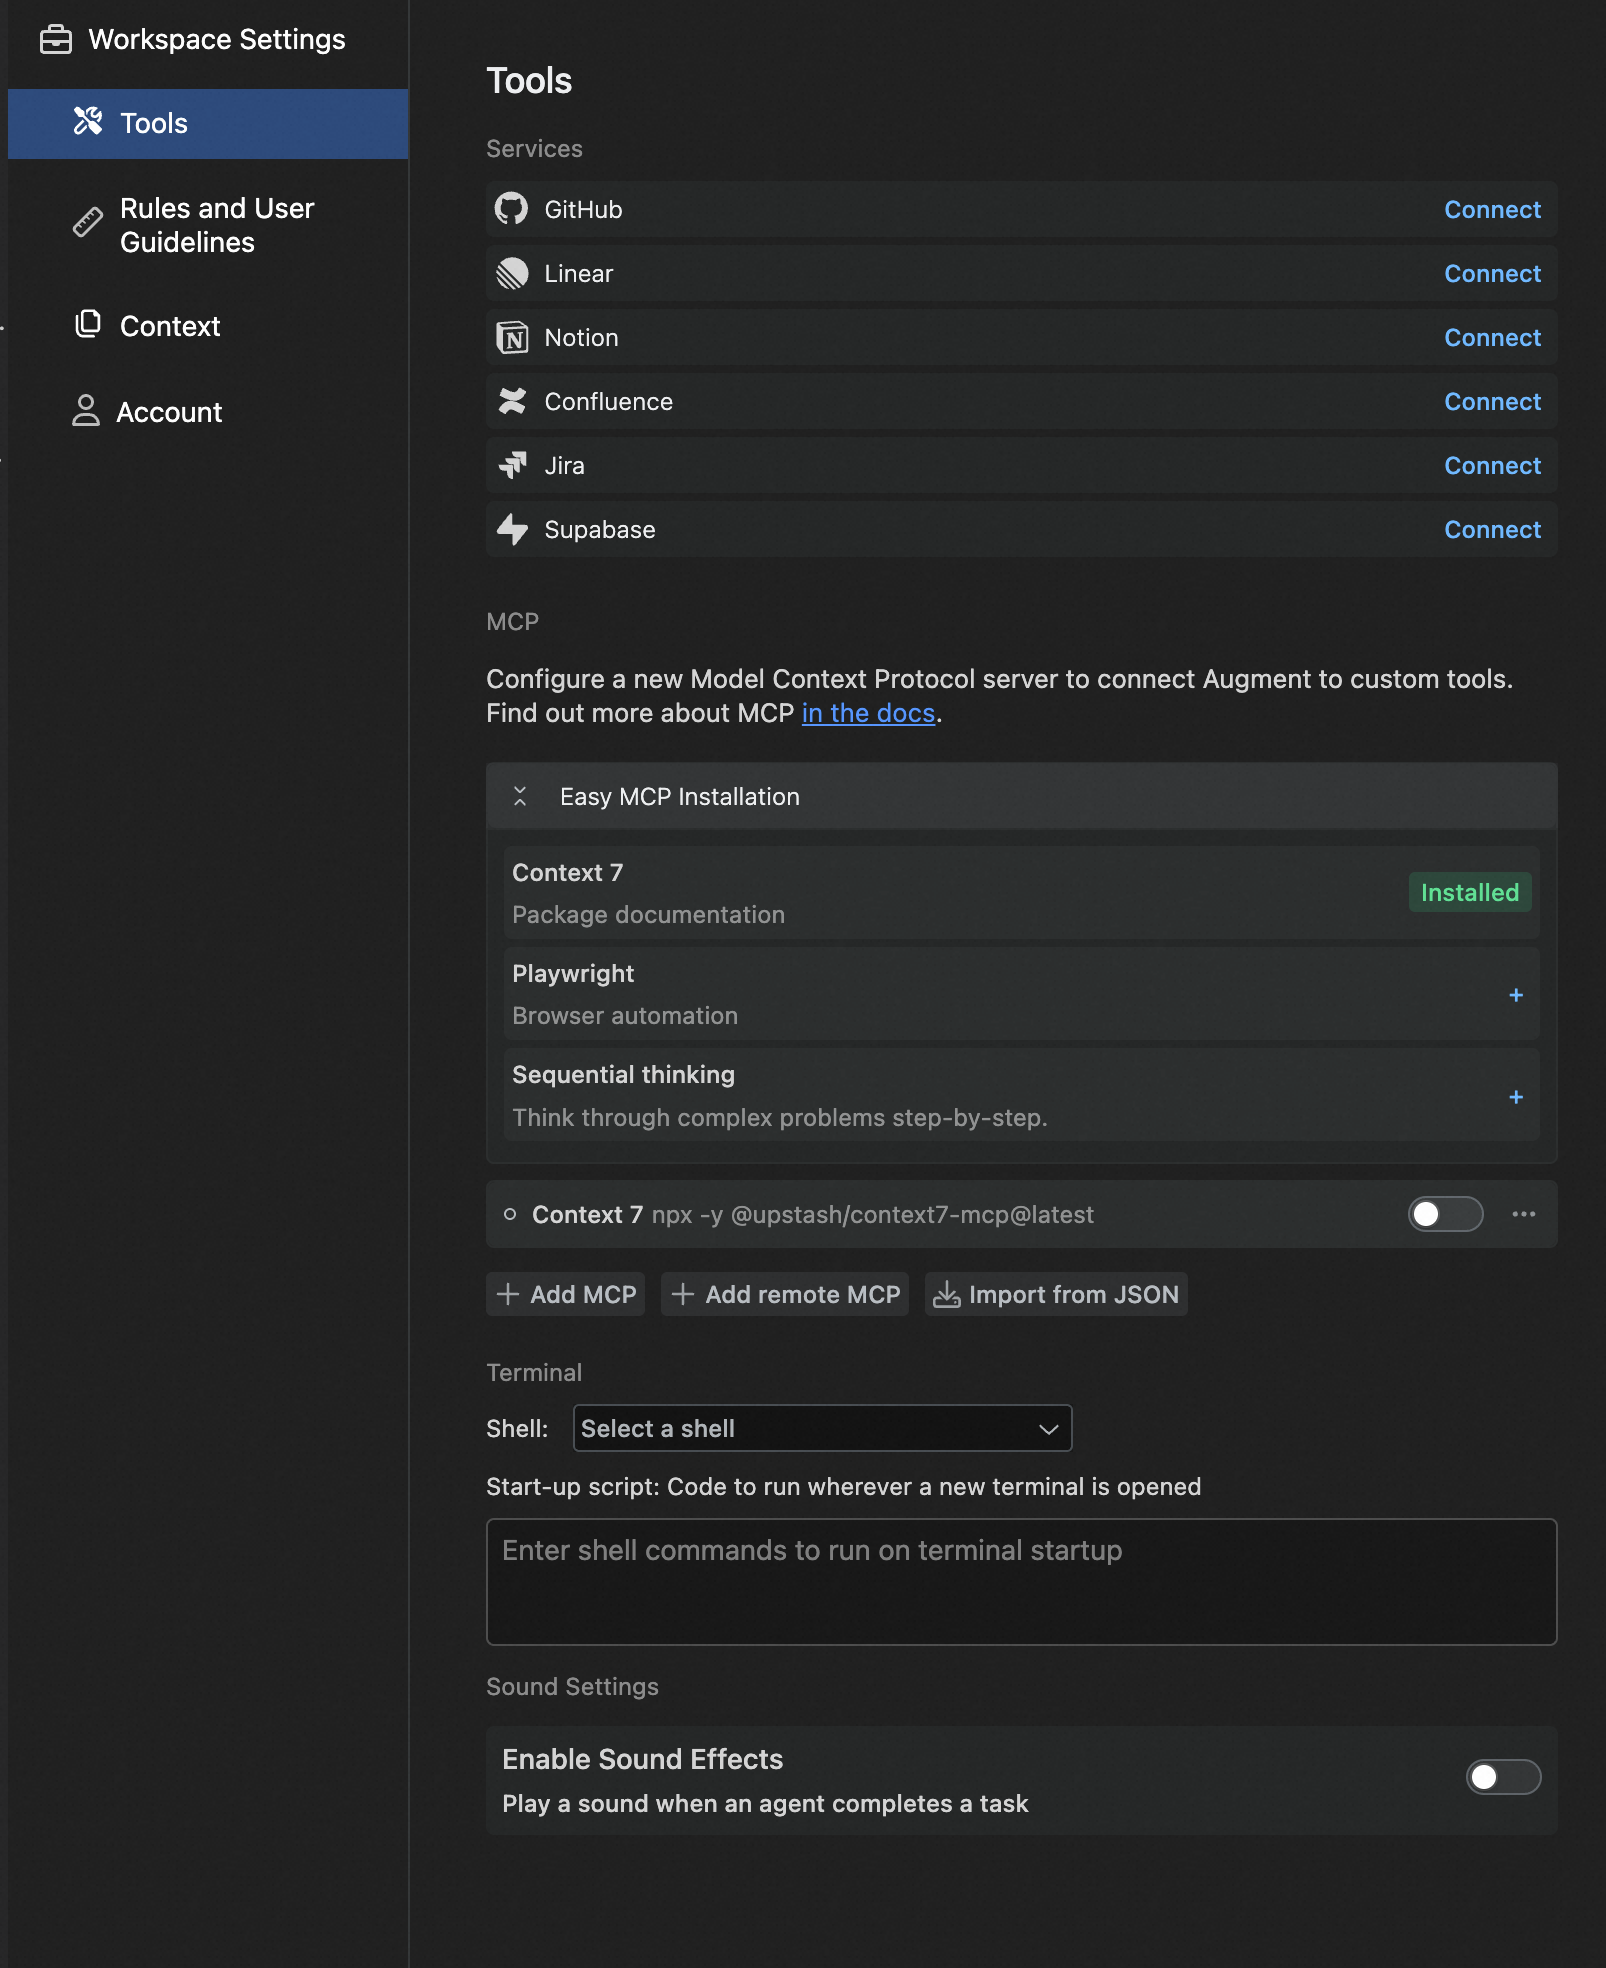 Workspace Settings
Tools
Rules and User
Guidelines
Context
Account
Tools
Services
GitHub
Connect
Linear
Connect
Notion
Connect
Confluence
Connect
Jira
Connect
Supabase
Connect
MCP
Configure a new Model Context Protocol server to connect Augment to custom tools.
Find out more about MCP in the docs.
Easy MCP Installation
Context 7
Package documentation
Installed
Playwright
Browser automation
+
Sequential thinking
Think through complex problems step-by-step.
+
Context 7 npx -y @upstash/context7-mcp@latest
Add MCP
Add remote MCP
Import from JSON
Terminal
Shell: Select a shell
Start-up script: Code to run wherever a new terminal is opened
Enter shell commands to run on terminal startup
Sound Settings
Enable Sound Effects
Play a sound when an agent completes a task